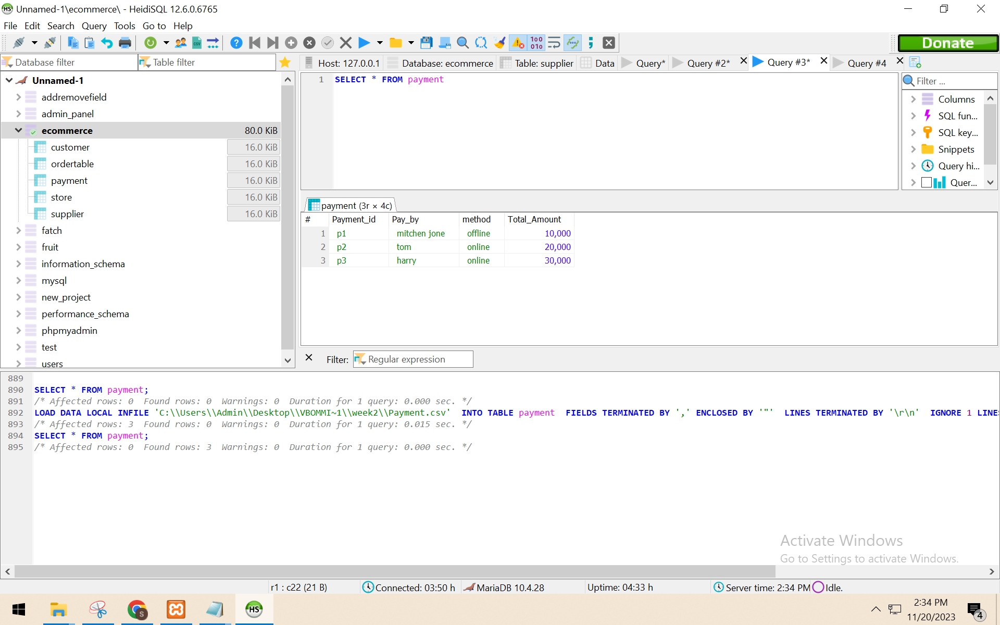 Unnamed-1\ecommerce\ - HeidiSQL 12.6.0.6765
File Edit Search Query Tools Go to Help
Donate
Database filter Table filter
Host: 127.0.0.1 Database: ecommerce Table: supplier Data Query* Query #2* Query #3* Query #4
Unnamed-1
addremovefield
admin_panel
ecommerce 80.0 KiB
customer 16.0 KiB
ordertable 16.0 KiB
payment 16.0 KiB
store 16.0 KiB
supplier 16.0 KiB
fatch
fruit
information_schema
mysql
new_project
performance_schema
phpmyadmin
test
users
1 SELECT * FROM payment
Filter ...
Columns
SQL fun...
SQL key...
Snippets
Query hi...
Quer...
payment (3r × 4c)
# Payment_id Pay_by method Total_Amount
1 p1 mitchen jone offline 10,000
2 p2 tom online 20,000
3 p3 harry online 30,000
Filter: Regular expression
889
890 SELECT * FROM payment;
891 /* Affected rows: 0 Found rows: 0 Warnings: 0 Duration for 1 query: 0.000 sec. */
892 LOAD DATA LOCAL INFILE 'C:\\Users\\Admin\\Desktop\\VBOMMI~1\\week2\\Payment.csv' INTO TABLE payment FIELDS TERMINATED BY ',' ENCLOSED BY '"' LINES TERMINATED BY '\r\n' IGNORE 1 LINE
893 /* Affected rows: 3 Found rows: 0 Warnings: 0 Duration for 1 query: 0.015 sec. */
894 SELECT * FROM payment;
895 /* Affected rows: 0 Found rows: 3 Warnings: 0 Duration for 1 query: 0.000 sec. */
Activate Windows
Go to Settings to activate Windows.
r1 : c22 (21 B) Connected: 03:50 h MariaDB 10.4.28 Uptime: 04:33 h Server time: 2:34 PM Idle.
HS
S
2:34 PM
11/20/2023
4